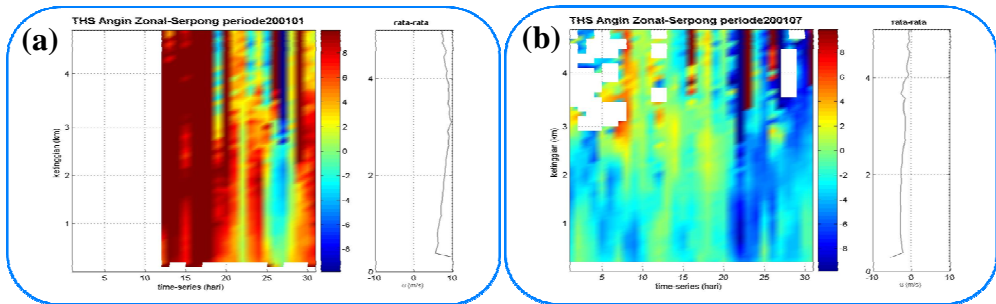 (a)
THS Angin Zonal-Serpong periode200101
ketinggian (km)
4
3
2
1
5 10 15 20 25 30
time-series (hari)
8
6
4
2
0
-2
-4
-6
-8
rata-rata
4
2
0
-10 0 10
u (m/s)
(b)
THS Angin Zonal-Serpong periode200107
ketinggian (km)
4
3
2
1
5 10 15 20 25 30
time-series (hari)
8
6
4
2
0
-2
-4
-6
-8
rata-rata
4
2
0
-10 0 10
u (m/s)